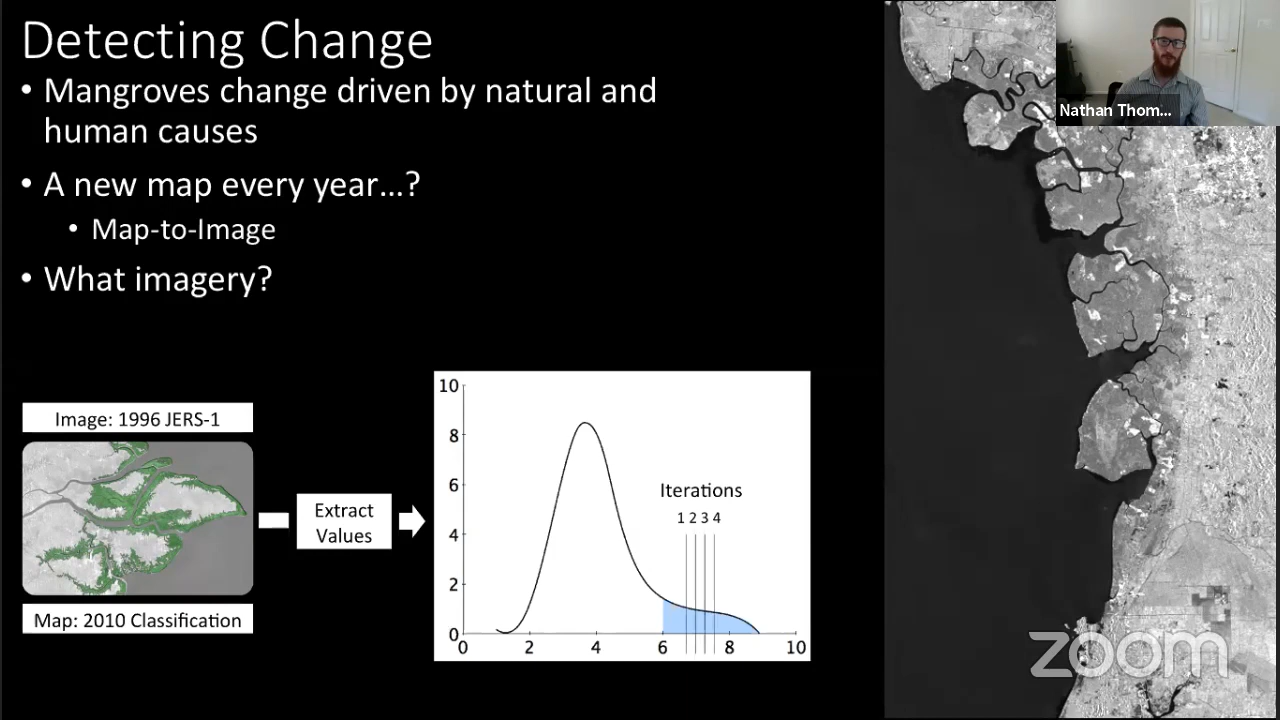 Detecting Change
• Mangroves change driven by natural and
human causes
• A new map every year...?
• Map-to-Image
• What imagery?
Image: 1996 JERS-1
Map: 2010 Classification
Extract
Values
10
8
6
4
2
0
0 2 4 6 8 10
Iterations
1 2 3 4
Nathan Thom...
zoom